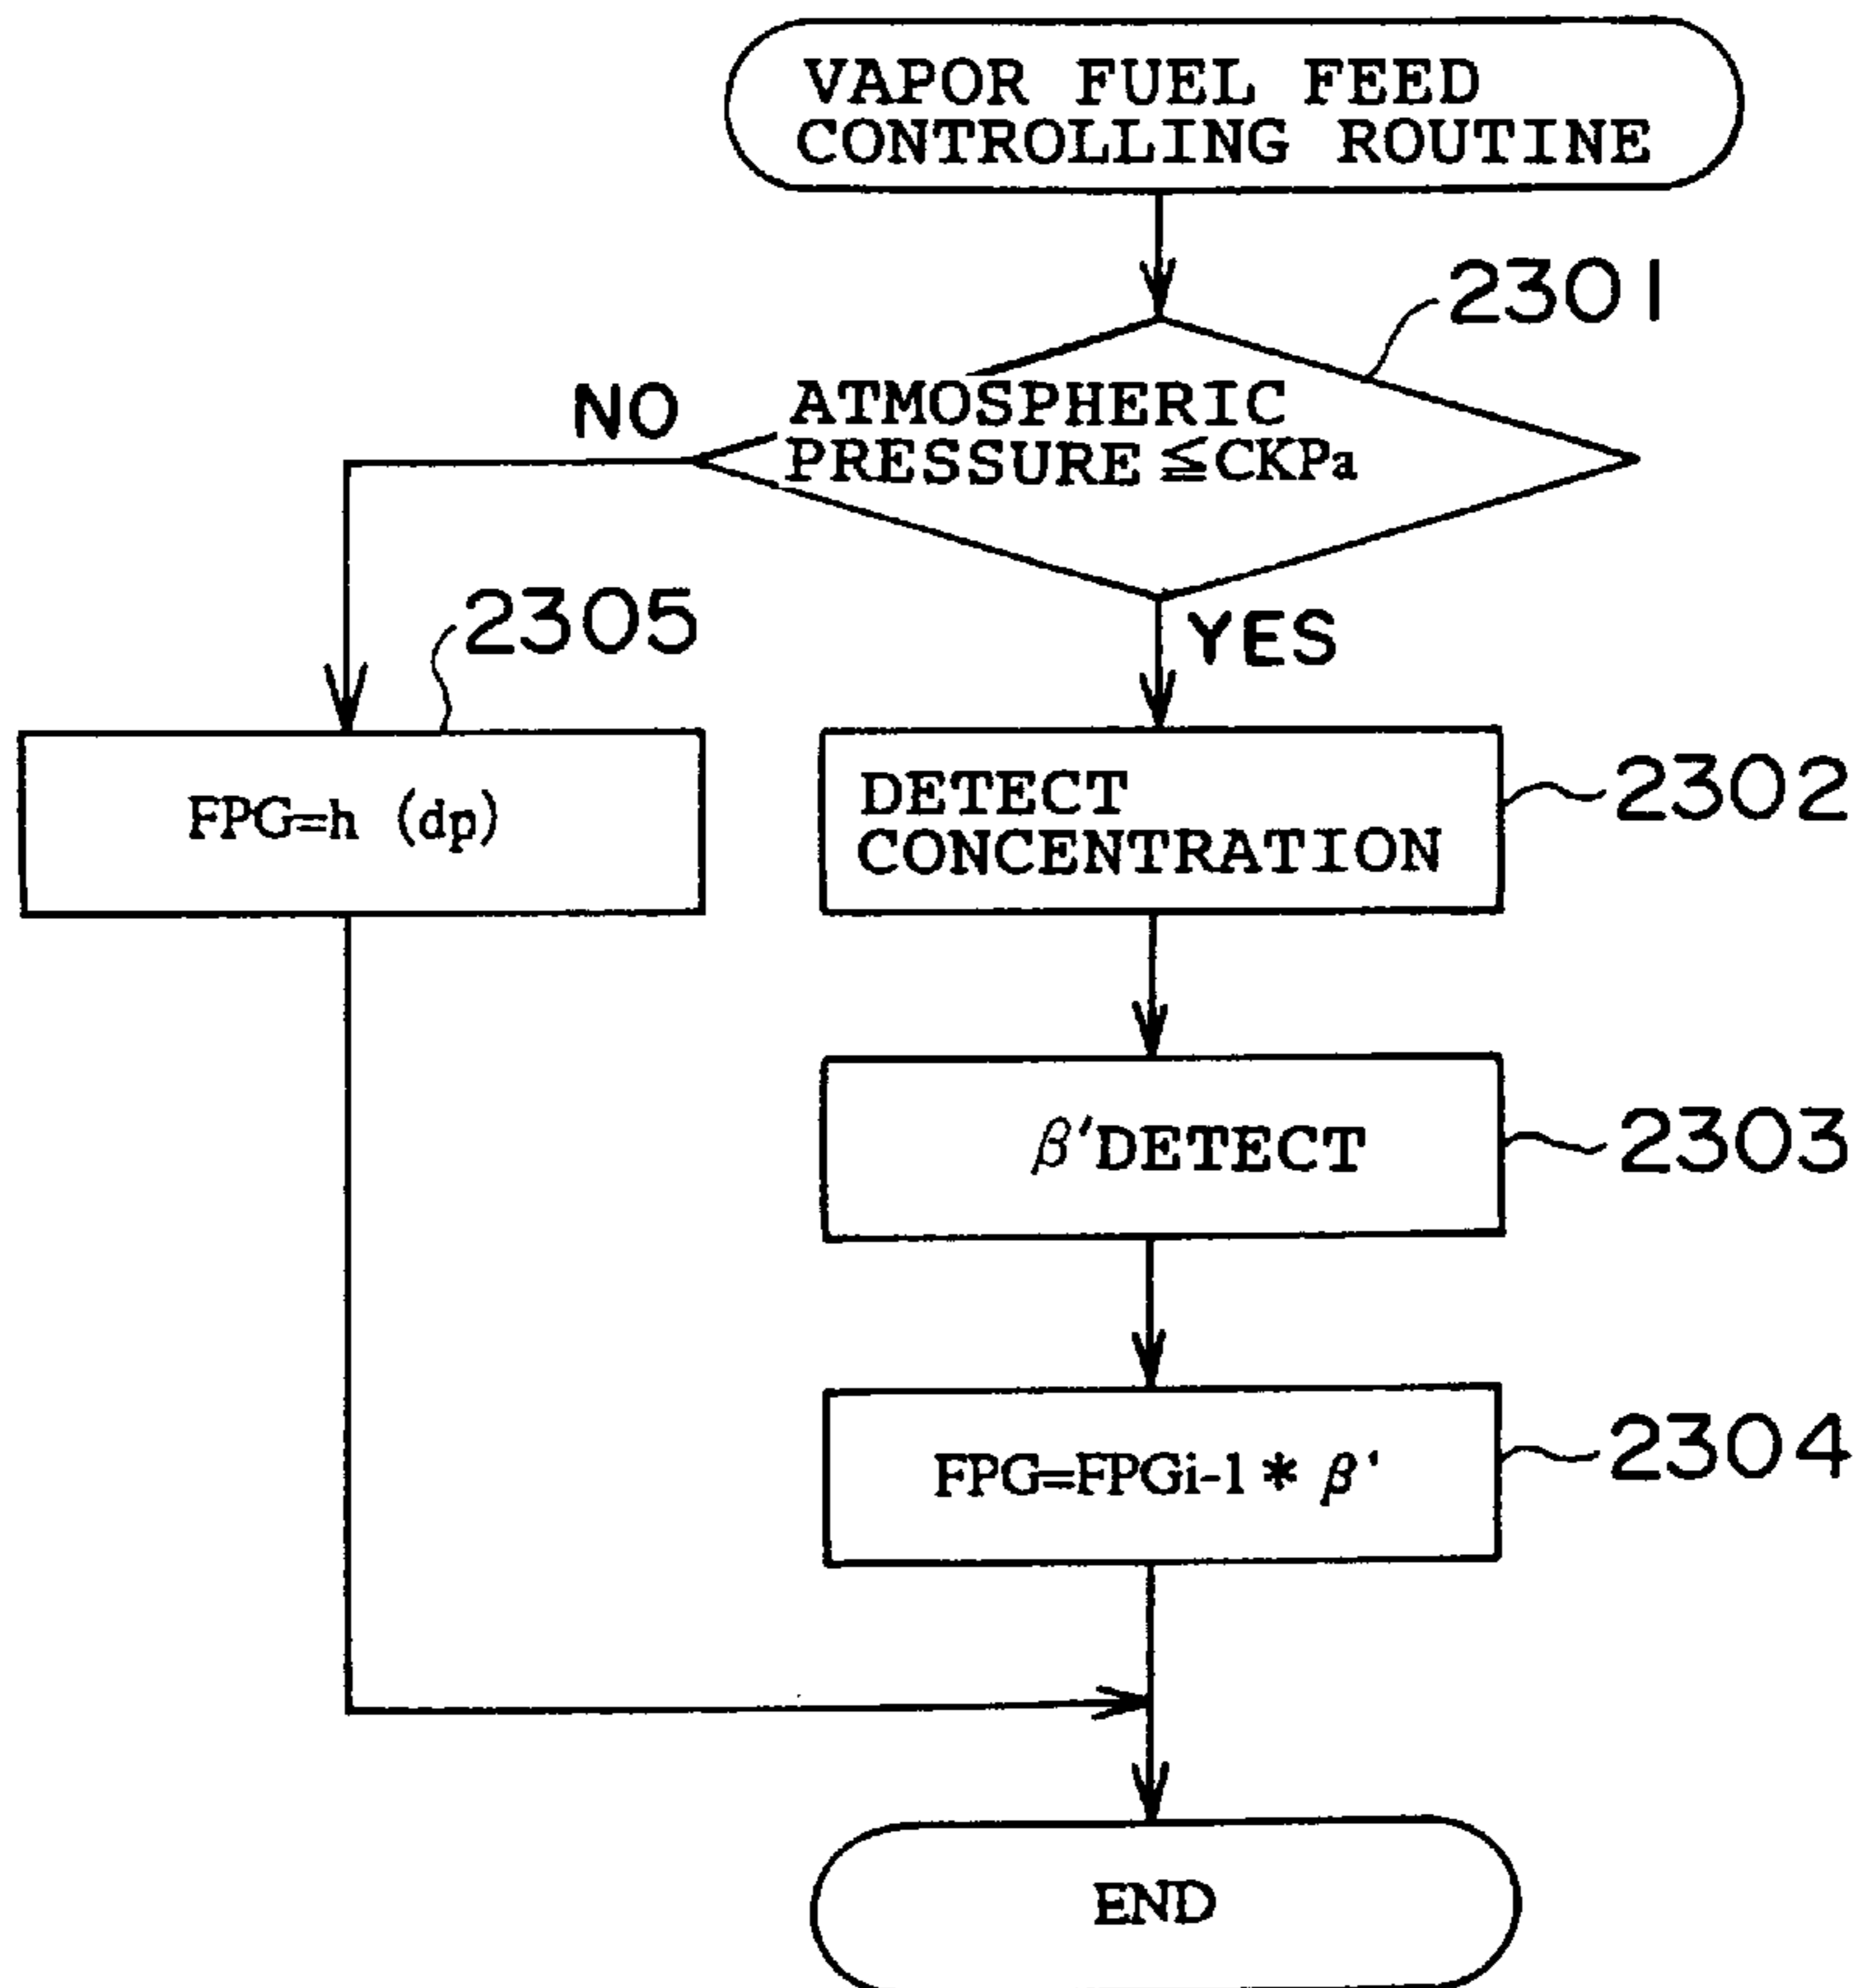 VAPOR FUEL FEED
CONTROLLING ROUTINE
2301
NO
ATMOSPHERIC
PRESSURE ≦CKPa
2305
YES
FPG=h (dp)
DETECT
CONCENTRATION
2302
β'DETECT
2303
FPG=FPGi-1 * β'
2304
END